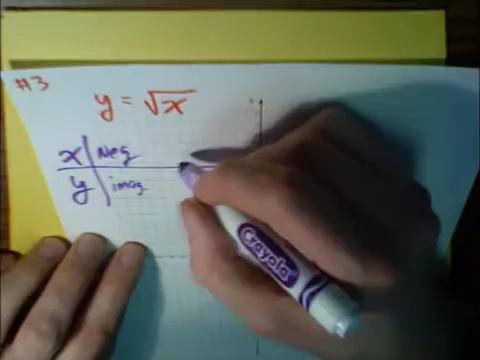 #3
y = √x
x | Neg
y | imag.
Crayola